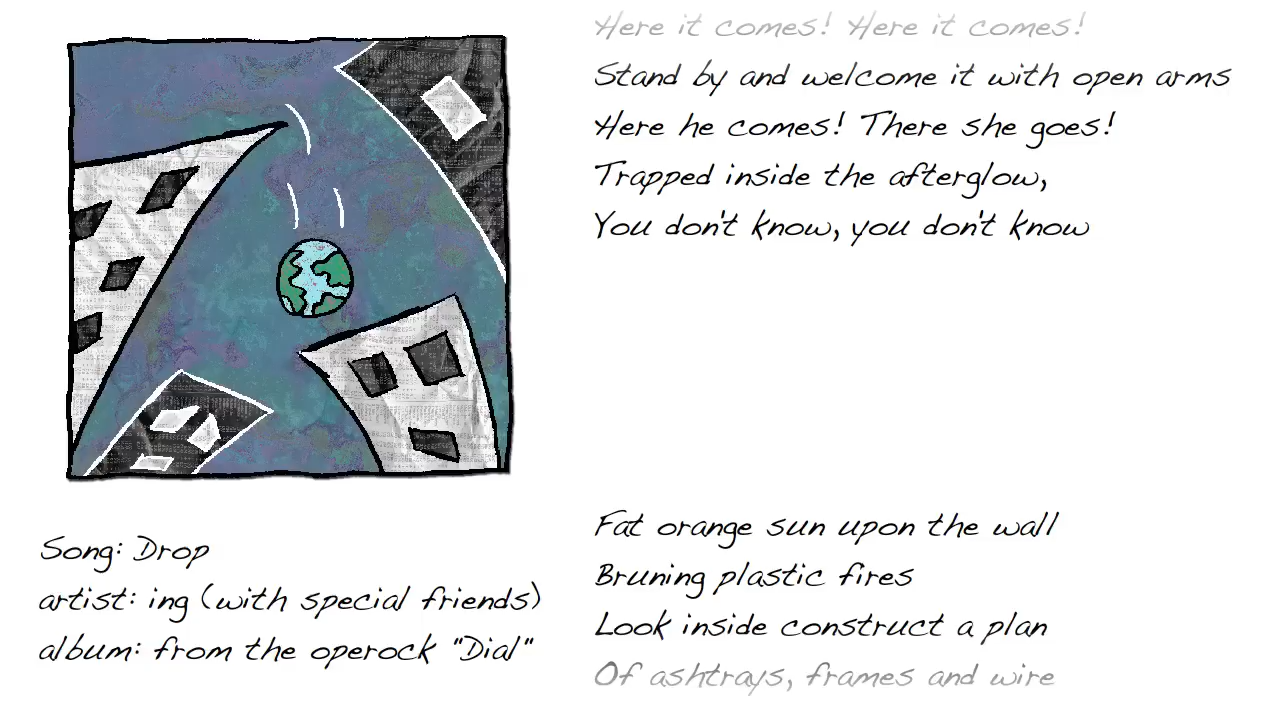 Here it comes! Here it comes!
Stand by and welcome it with open arms
Here he comes! There she goes!
Trapped inside the afterglow,
You don't know, you don't know
Fat orange sun upon the wall
Bruning plastic fires
Look inside construct a plan
Of ashtrays, frames and wire
Song: Drop
artist: ing (with special friends)
album: from the operock "Dial"